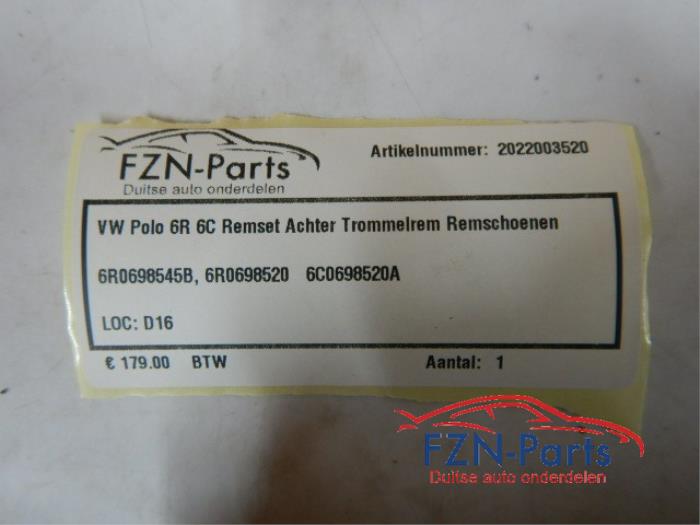 FZN-Parts
Duitse auto onderdelen
Artikelnummer: 2022003520
VW Polo 6R 6C Remset Achter Trommelrem Remschoenen
6R0698545B, 6R0698520 6C0698520A
LOC: D16
€ 179.00 BTW
Aantal: 1
FZN-Parts
Duitse auto onderdelen